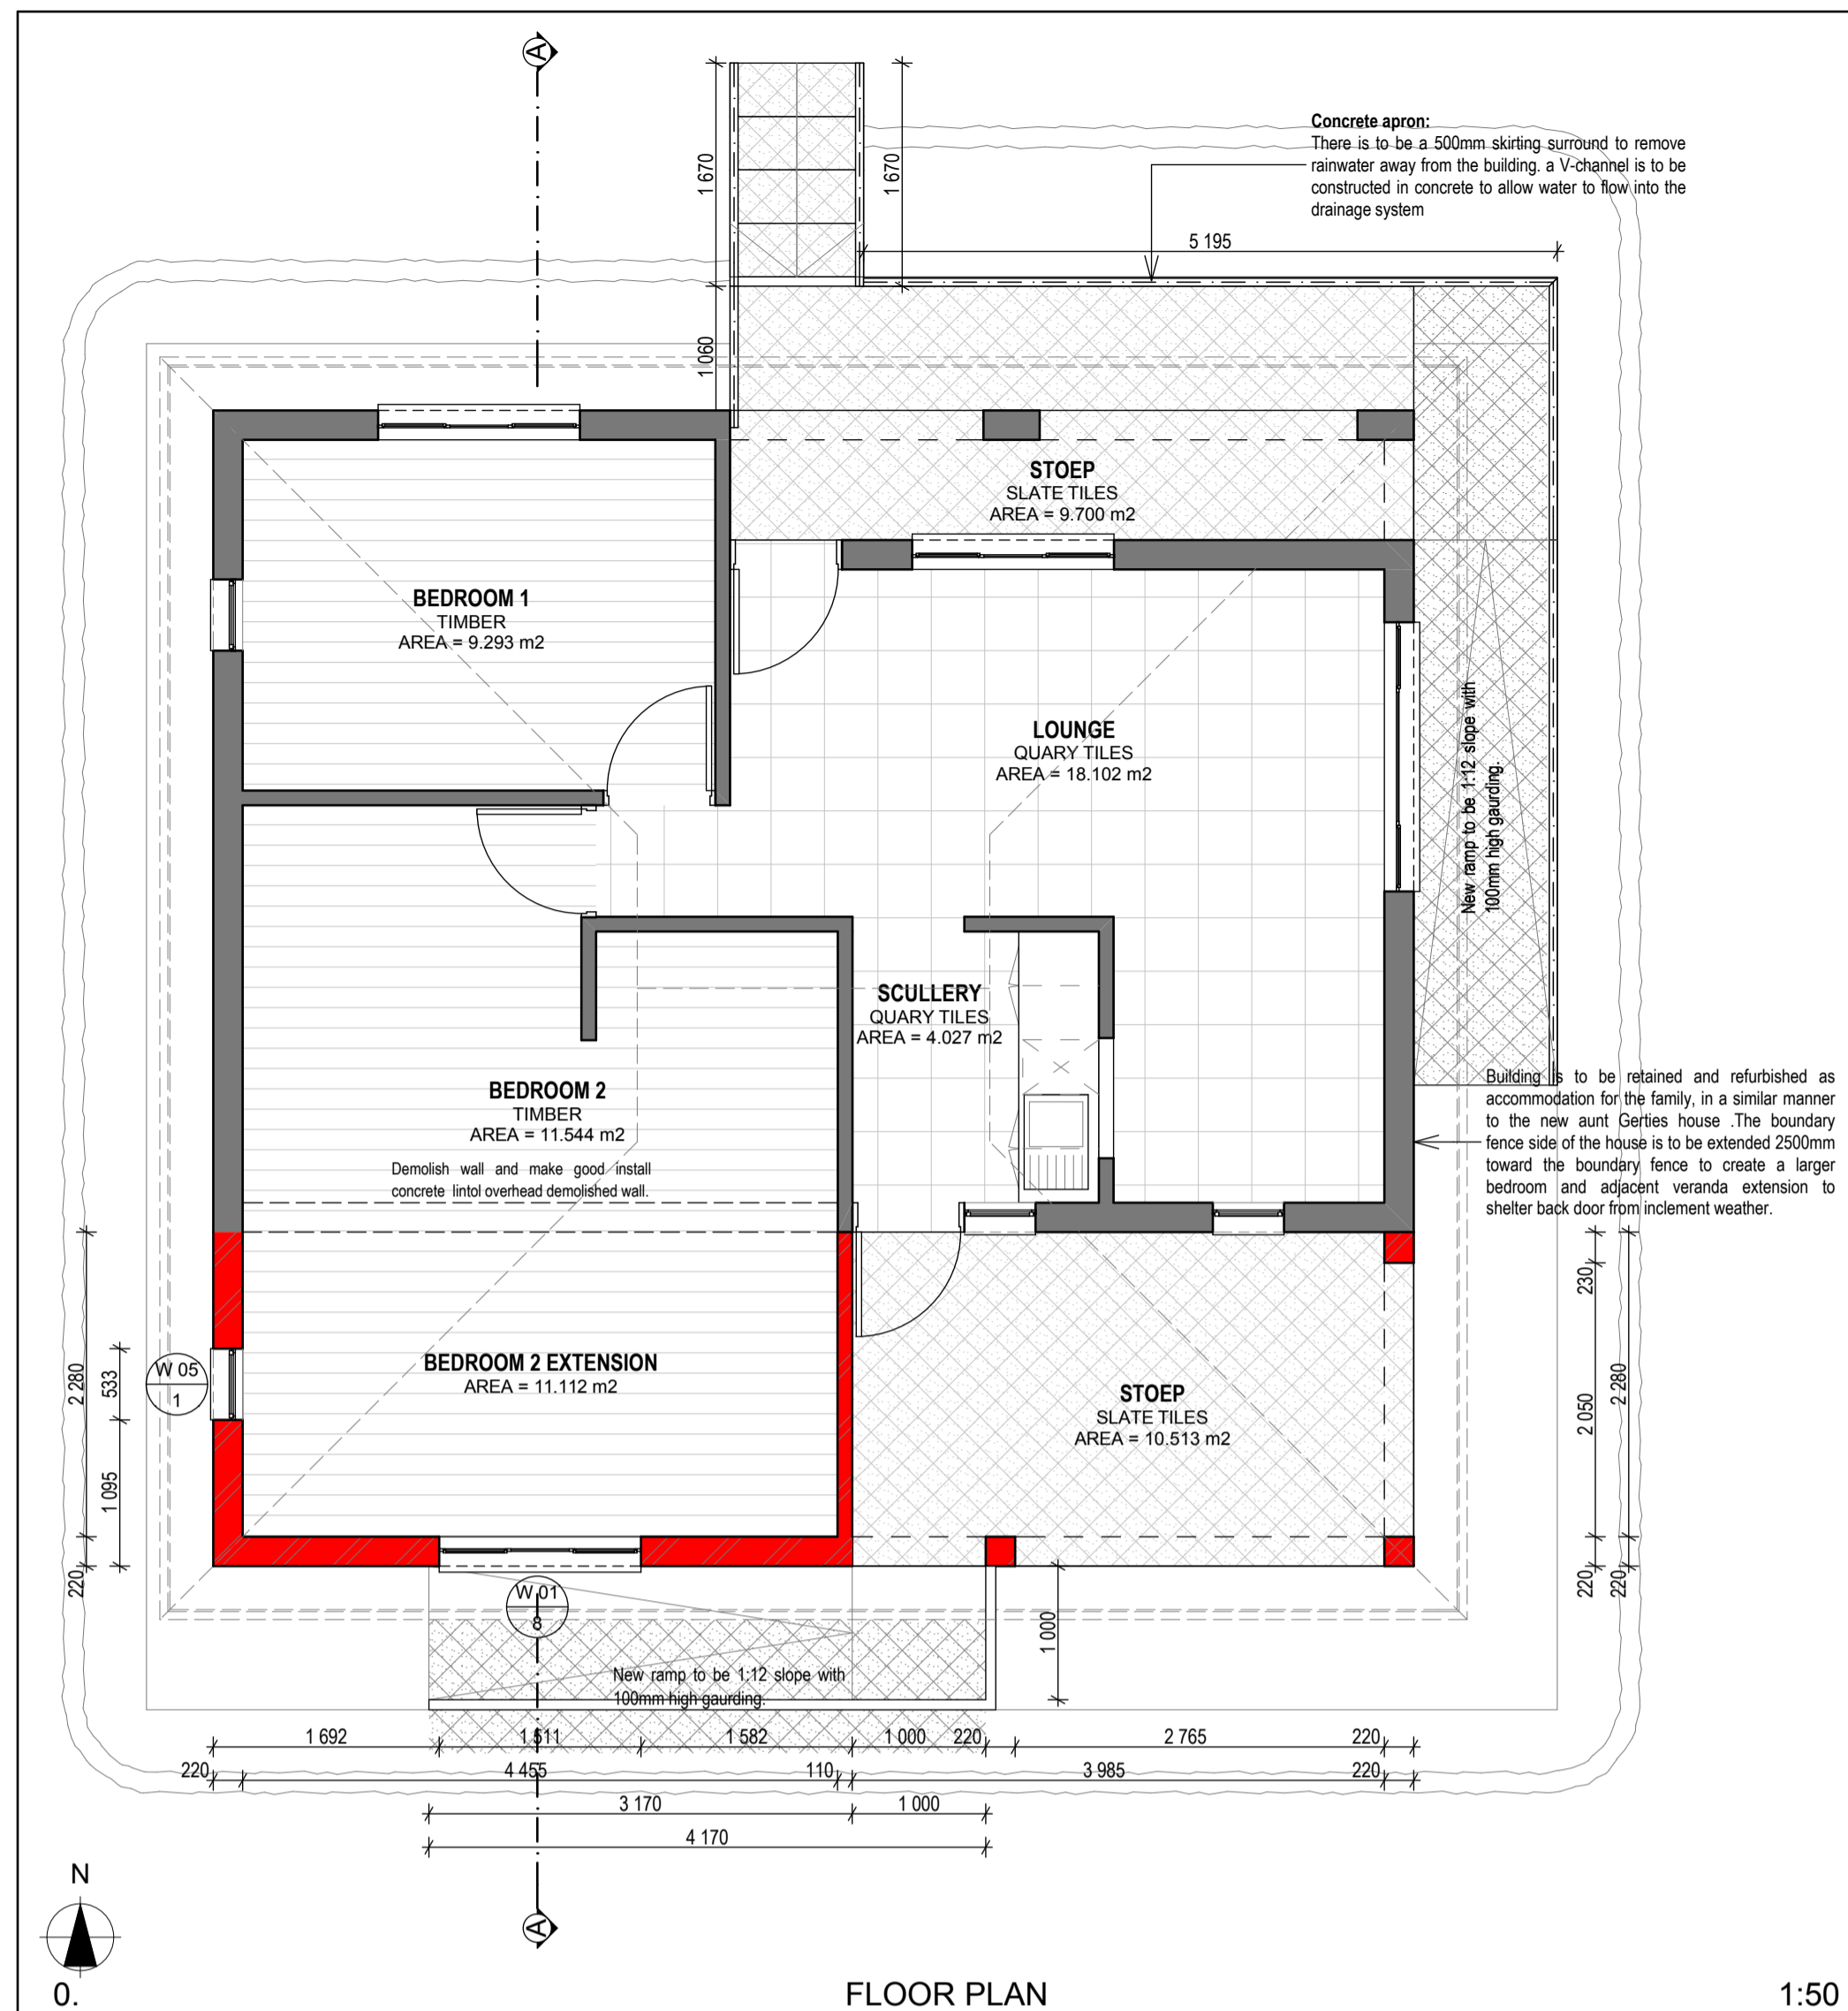 A
Concrete apron:
There is to be a 500mm skirting surround to remove
rainwater away from the building. a V-channel is to be
constructed in concrete to allow water to flow into the
drainage system
1 670
1 670
5 195
1 060
STOEP
SLATE TILES
AREA = 9.700 m2
BEDROOM 1
TIMBER
AREA = 9.293 m2
LOUNGE
QUARY TILES
AREA = 18.102 m2
New ramp to be 1:12 slope with
100mm high gaurding.
SCULLERY
QUARY TILES
AREA = 4.027 m2
BEDROOM 2
TIMBER
AREA = 11.544 m2
Demolish wall and make good install
concrete lintol overhead demolished wall.
Building is to be retained and refurbished as
accommodation for the family, in a similar manner
to the new aunt Gerties house .The boundary
fence side of the house is to be extended 2500mm
toward the boundary fence to create a larger
bedroom and adjacent veranda extension to
shelter back door from inclement weather.
2 280
533
1 095
220
W 05
1
BEDROOM 2 EXTENSION
AREA = 11.112 m2
STOEP
SLATE TILES
AREA = 10.513 m2
230
2 050
2 280
220
220
W 01
8
1 000
New ramp to be 1:12 slope with
100mm high gaurding.
1 692
1 511
1 582
1 000
220
2 765
220
220
4 455
110
3 985
220
3 170
1 000
4 170
N
A
0.
FLOOR PLAN
1:50